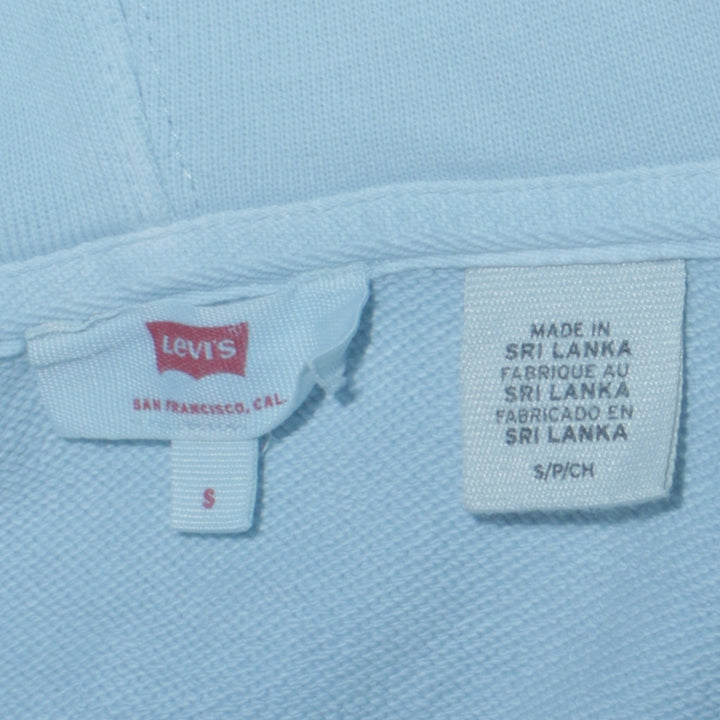 LEVI'S
SAN FRANCISCO, CAL.
S
MADE IN
SRI LANKA
FABRIQUE AU
SRI LANKA
FABRICADO EN
SRI LANKA
S/P/CH